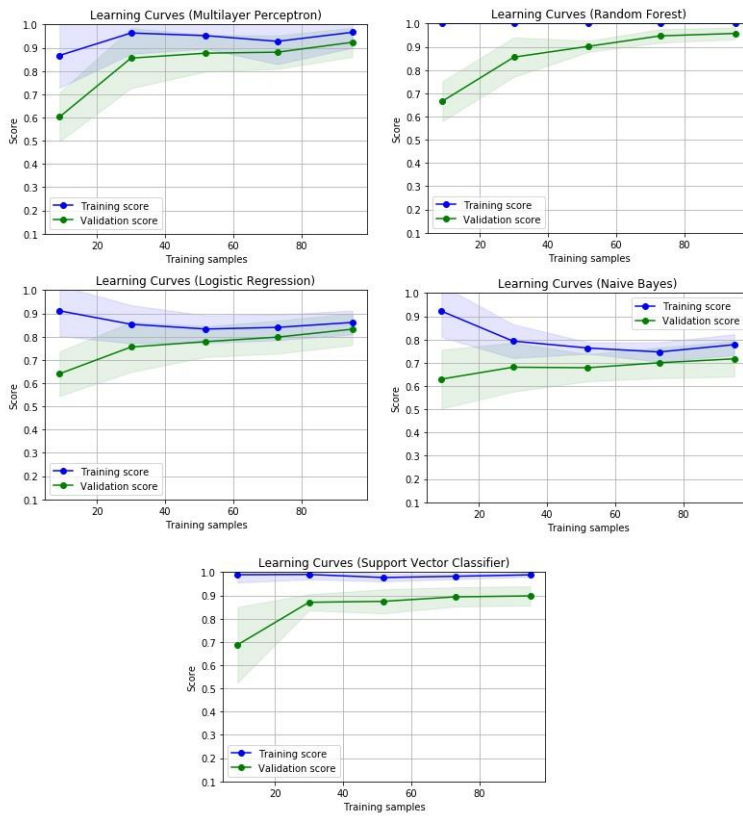 Learning Curves (Multilayer Perceptron)
1.0
0.9
0.8
0.7
0.6
0.5
0.4
0.3
0.2
0.1
Score
Training score
Validation score
20 40 60 80
Training samples
Learning Curves (Random Forest)
1.0
0.9
0.8
0.7
0.6
0.5
0.4
0.3
0.2
0.1
Score
Training score
Validation score
20 40 60 80
Training samples
Learning Curves (Logistic Regression)
1.0
0.9
0.8
0.7
0.6
0.5
0.4
0.3
0.2
0.1
Score
Training score
Validation score
20 40 60 80
Training samples
Learning Curves (Naive Bayes)
1.0
0.9
0.8
0.7
0.6
0.5
0.4
0.3
0.2
0.1
Score
Training score
Validation score
20 40 60 80
Training samples
Learning Curves (Support Vector Classifier)
1.0
0.9
0.8
0.7
0.6
0.5
0.4
0.3
0.2
0.1
Score
Training score
Validation score
20 40 60 80
Training samples